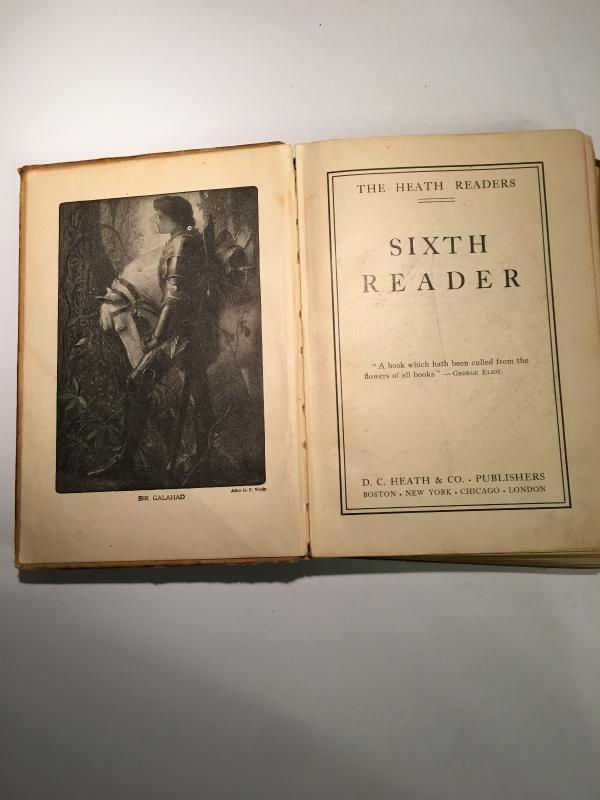 After G. F. Watts
SIR GALAHAD
THE HEATH READERS
SIXTH
READER
"A book which hath been culled from the
flowers of all books." — GEORGE ELIOT.
D. C. HEATH & CO. · PUBLISHERS
BOSTON · NEW YORK · CHICAGO · LONDON